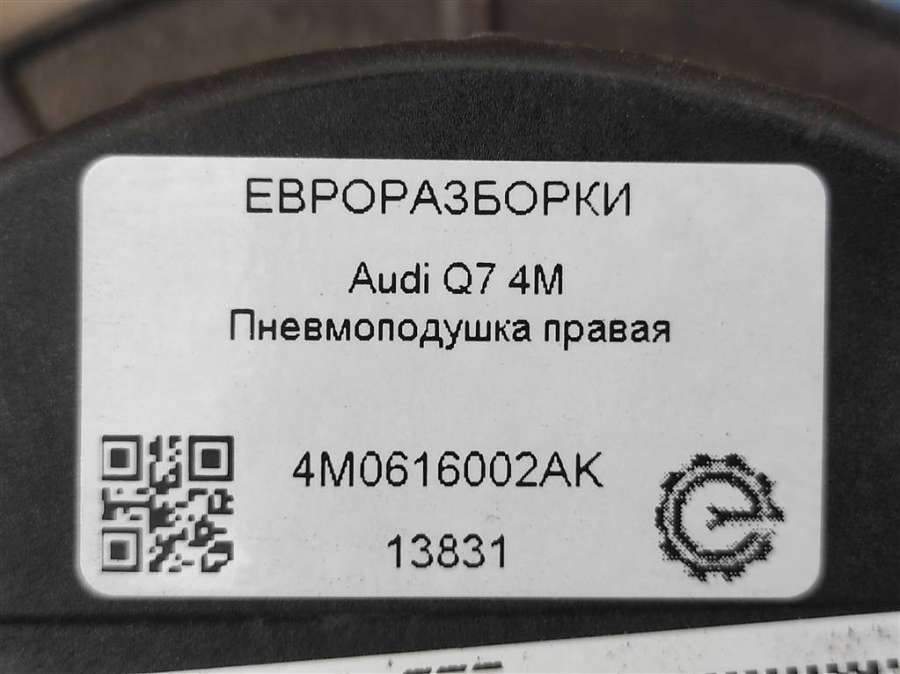 ЕВРОРАЗБОРКИ
Audi Q7 4M
Пневмоподушка правая
4M0616002AK
13831